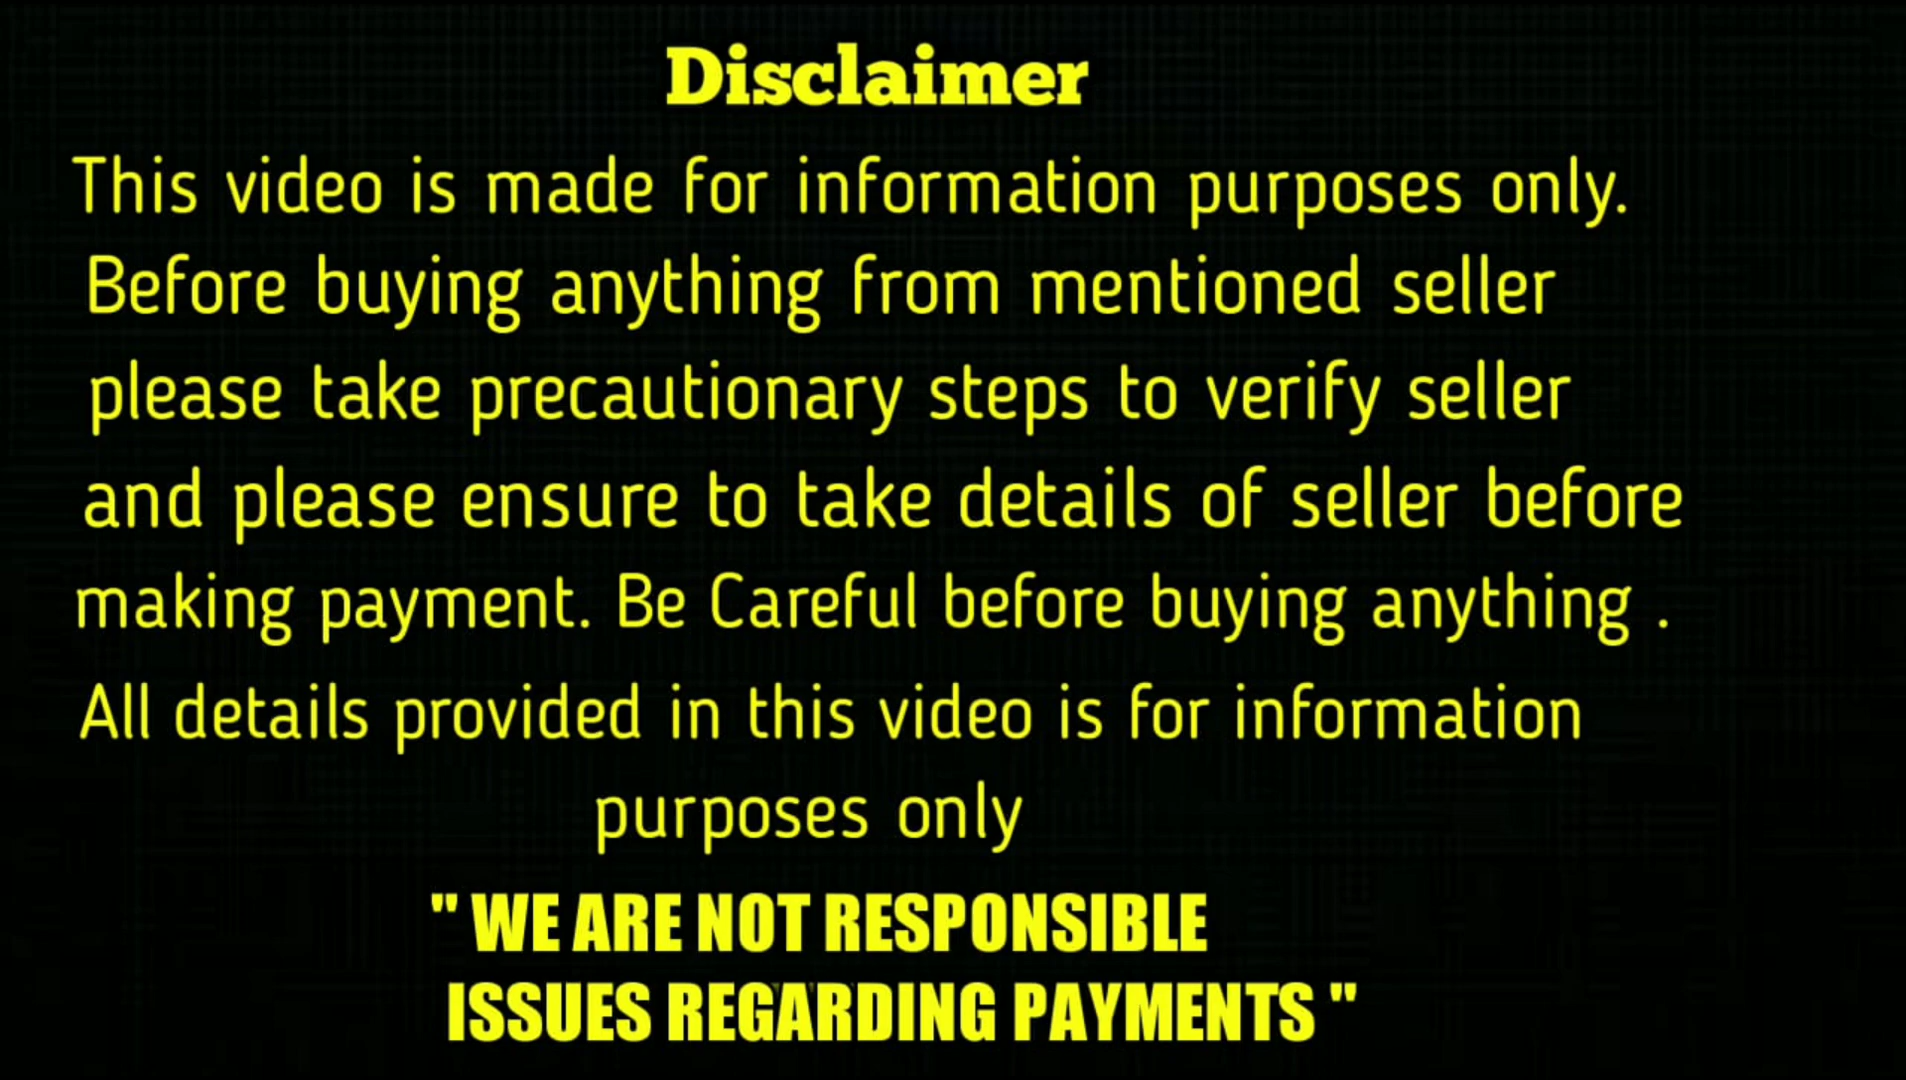 Disclaimer
This video is made for information purposes only.
Before buying anything from mentioned seller
please take precautionary steps to verify seller
and please ensure to take details of seller before
making payment. Be Careful before buying anything .
All details provided in this video is for information
purposes only
" WE ARE NOT RESPONSIBLE
ISSUES REGARDING PAYMENTS "